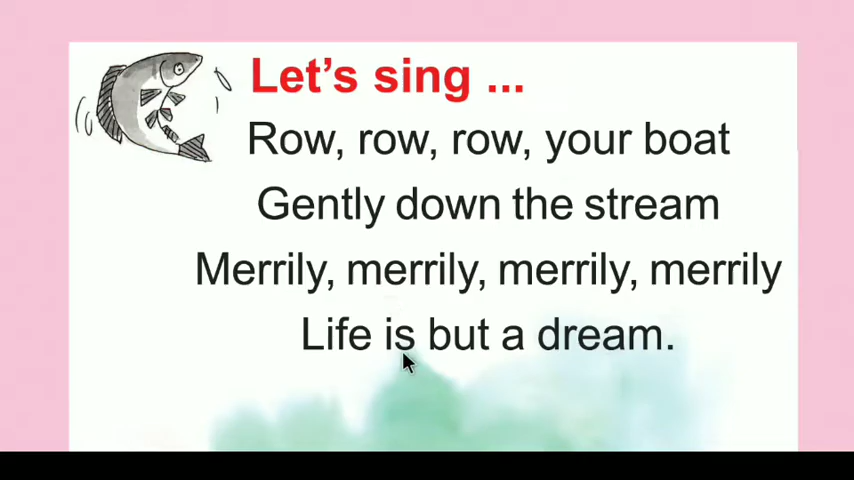 Let's sing ...
Row, row, row, your boat
Gently down the stream
Merrily, merrily, merrily, merrily
Life is but a dream.